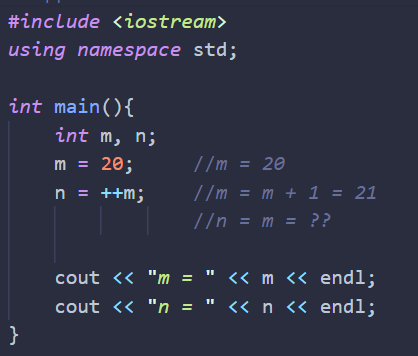 #include <iostream>
using namespace std;
int main(){
int m, n;
m = 20; //m = 20
n = ++m; //m = m + 1 = 21
//n = m = ??
cout << "m = " << m << endl;
cout << "n = " << n << endl;
}